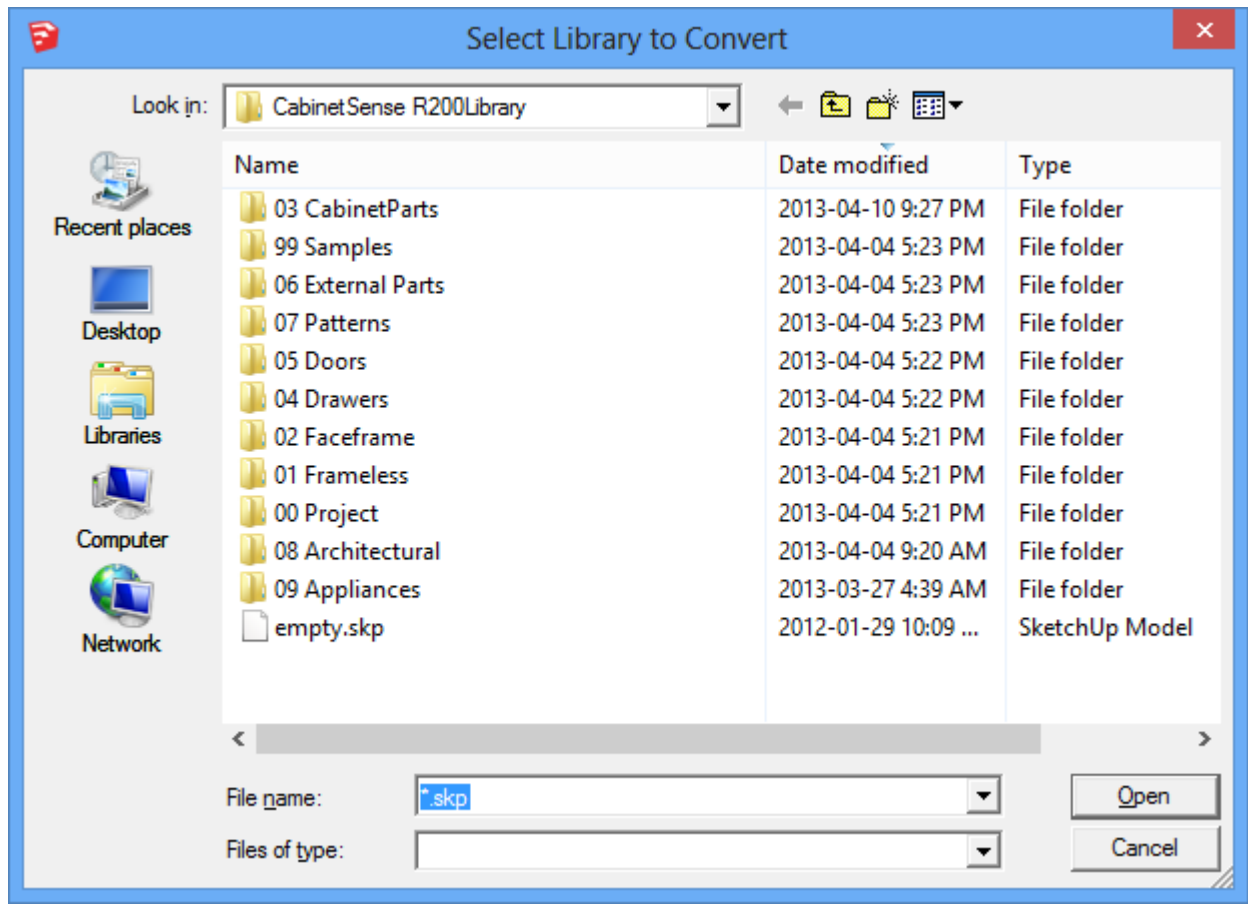 Select Library to Convert
Look in: CabinetSense R200Library
Name Date modified Type
03 CabinetParts 2013-04-10 9:27 PM File folder
99 Samples 2013-04-04 5:23 PM File folder
06 External Parts 2013-04-04 5:23 PM File folder
07 Patterns 2013-04-04 5:23 PM File folder
05 Doors 2013-04-04 5:22 PM File folder
04 Drawers 2013-04-04 5:22 PM File folder
02 Faceframe 2013-04-04 5:21 PM File folder
01 Frameless 2013-04-04 5:21 PM File folder
00 Project 2013-04-04 5:21 PM File folder
08 Architectural 2013-04-04 9:20 AM File folder
09 Appliances 2013-03-27 4:39 AM File folder
empty.skp 2012-01-29 10:09 ... SketchUp Model
Recent places
Desktop
Libraries
Computer
Network
File name: *.skp Open
Files of type: Cancel